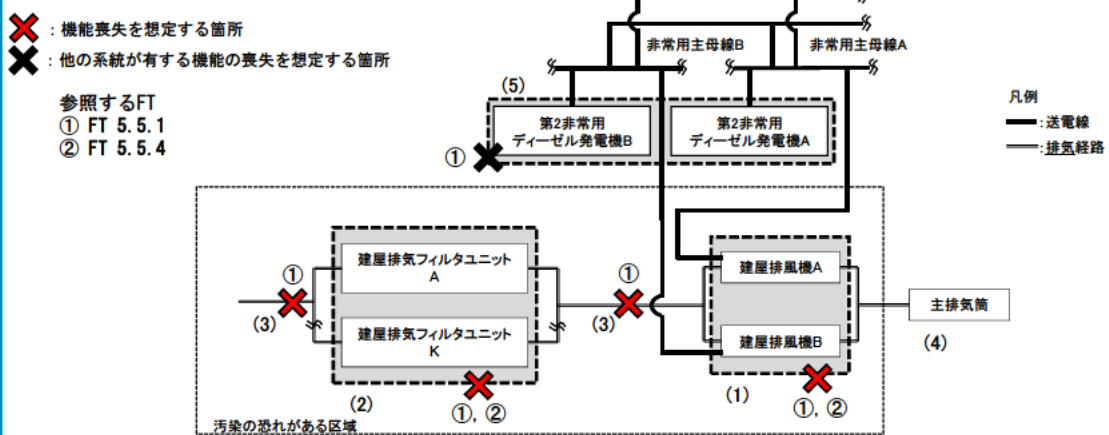 ：機能喪失を想定する箇所
：他の系統が有する機能の喪失を想定する箇所
参照するFT
① FT 5.5.1
② FT 5.5.4
非常用主母線B
非常用主母線A
(5)
第2非常用
ディーゼル発電機B
第2非常用
ディーゼル発電機A
①
凡例
：送電線
：排気経路
建屋排気フィルタユニット
A
建屋排気フィルタユニット
K
①
(3)
①
(3)
建屋排風機A
建屋排風機B
主排気筒
(4)
(2)
①, ②
(1)
①, ②
汚染の恐れがある区域